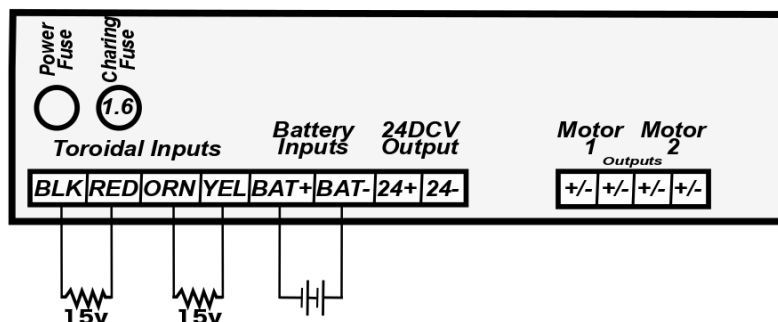 Power
Fuse
Charing
Fuse
1.6
Toroidal Inputs
Battery
Inputs
24DCV
Output
Motor
1
Motor
2
Outputs
BLK RED ORN YEL BAT+ BAT- 24+ 24-
+/- +/- +/- +/-
15v 15v